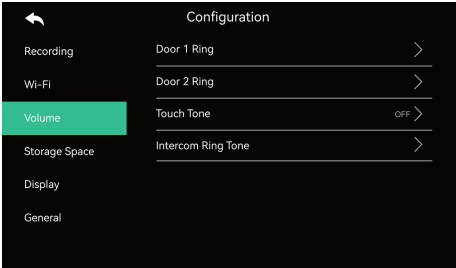 Configuration
Recording
Wi-Fi
Volume
Storage Space
Display
General
Door 1 Ring
Door 2 Ring
Touch Tone OFF
Intercom Ring Tone